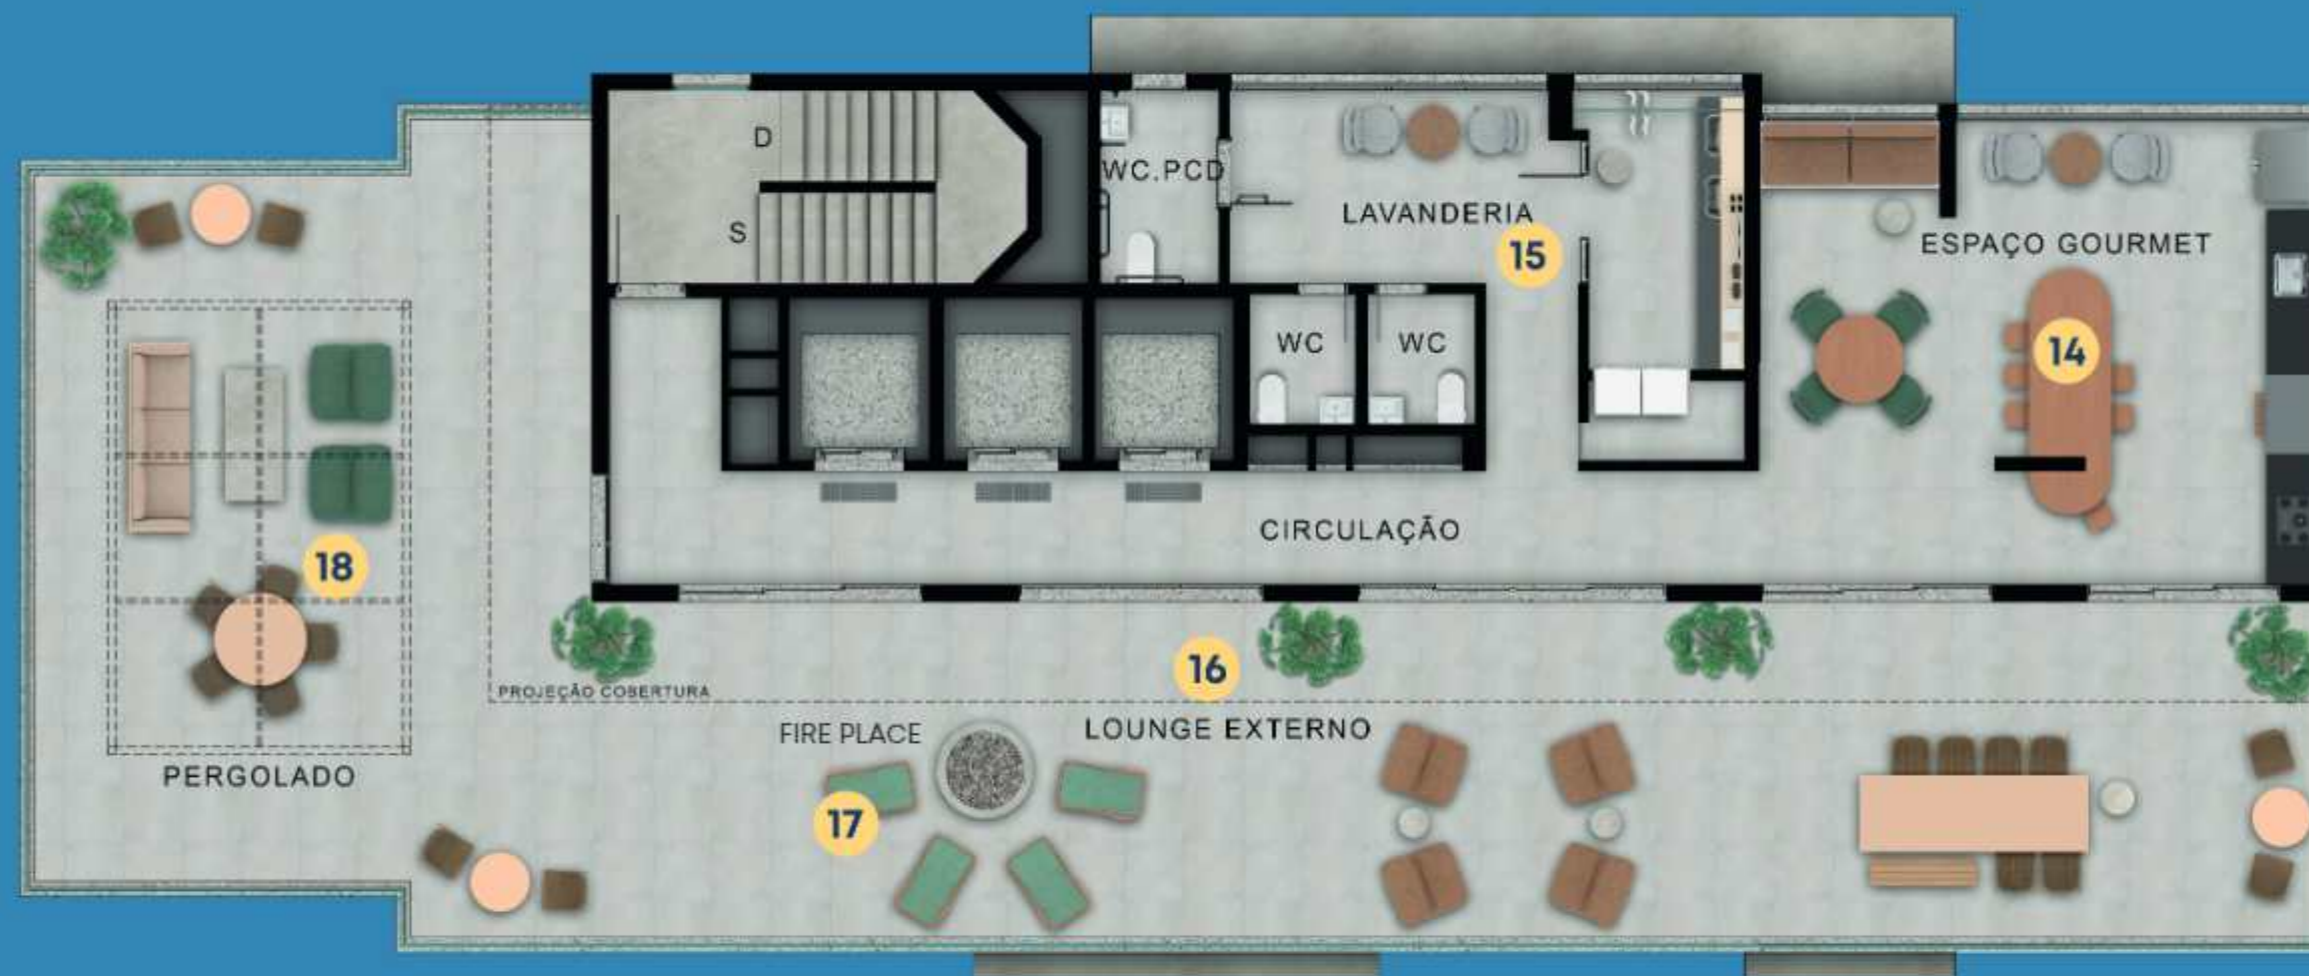 D
WC.PCD
S
LAVANDERIA
15
ESPAÇO GOURMET
WC
WC
14
CIRCULAÇÃO
18
16
PROJEÇÃO COBERTURA
FIRE PLACE
LOUNGE EXTERNO
PERGOLADO
17